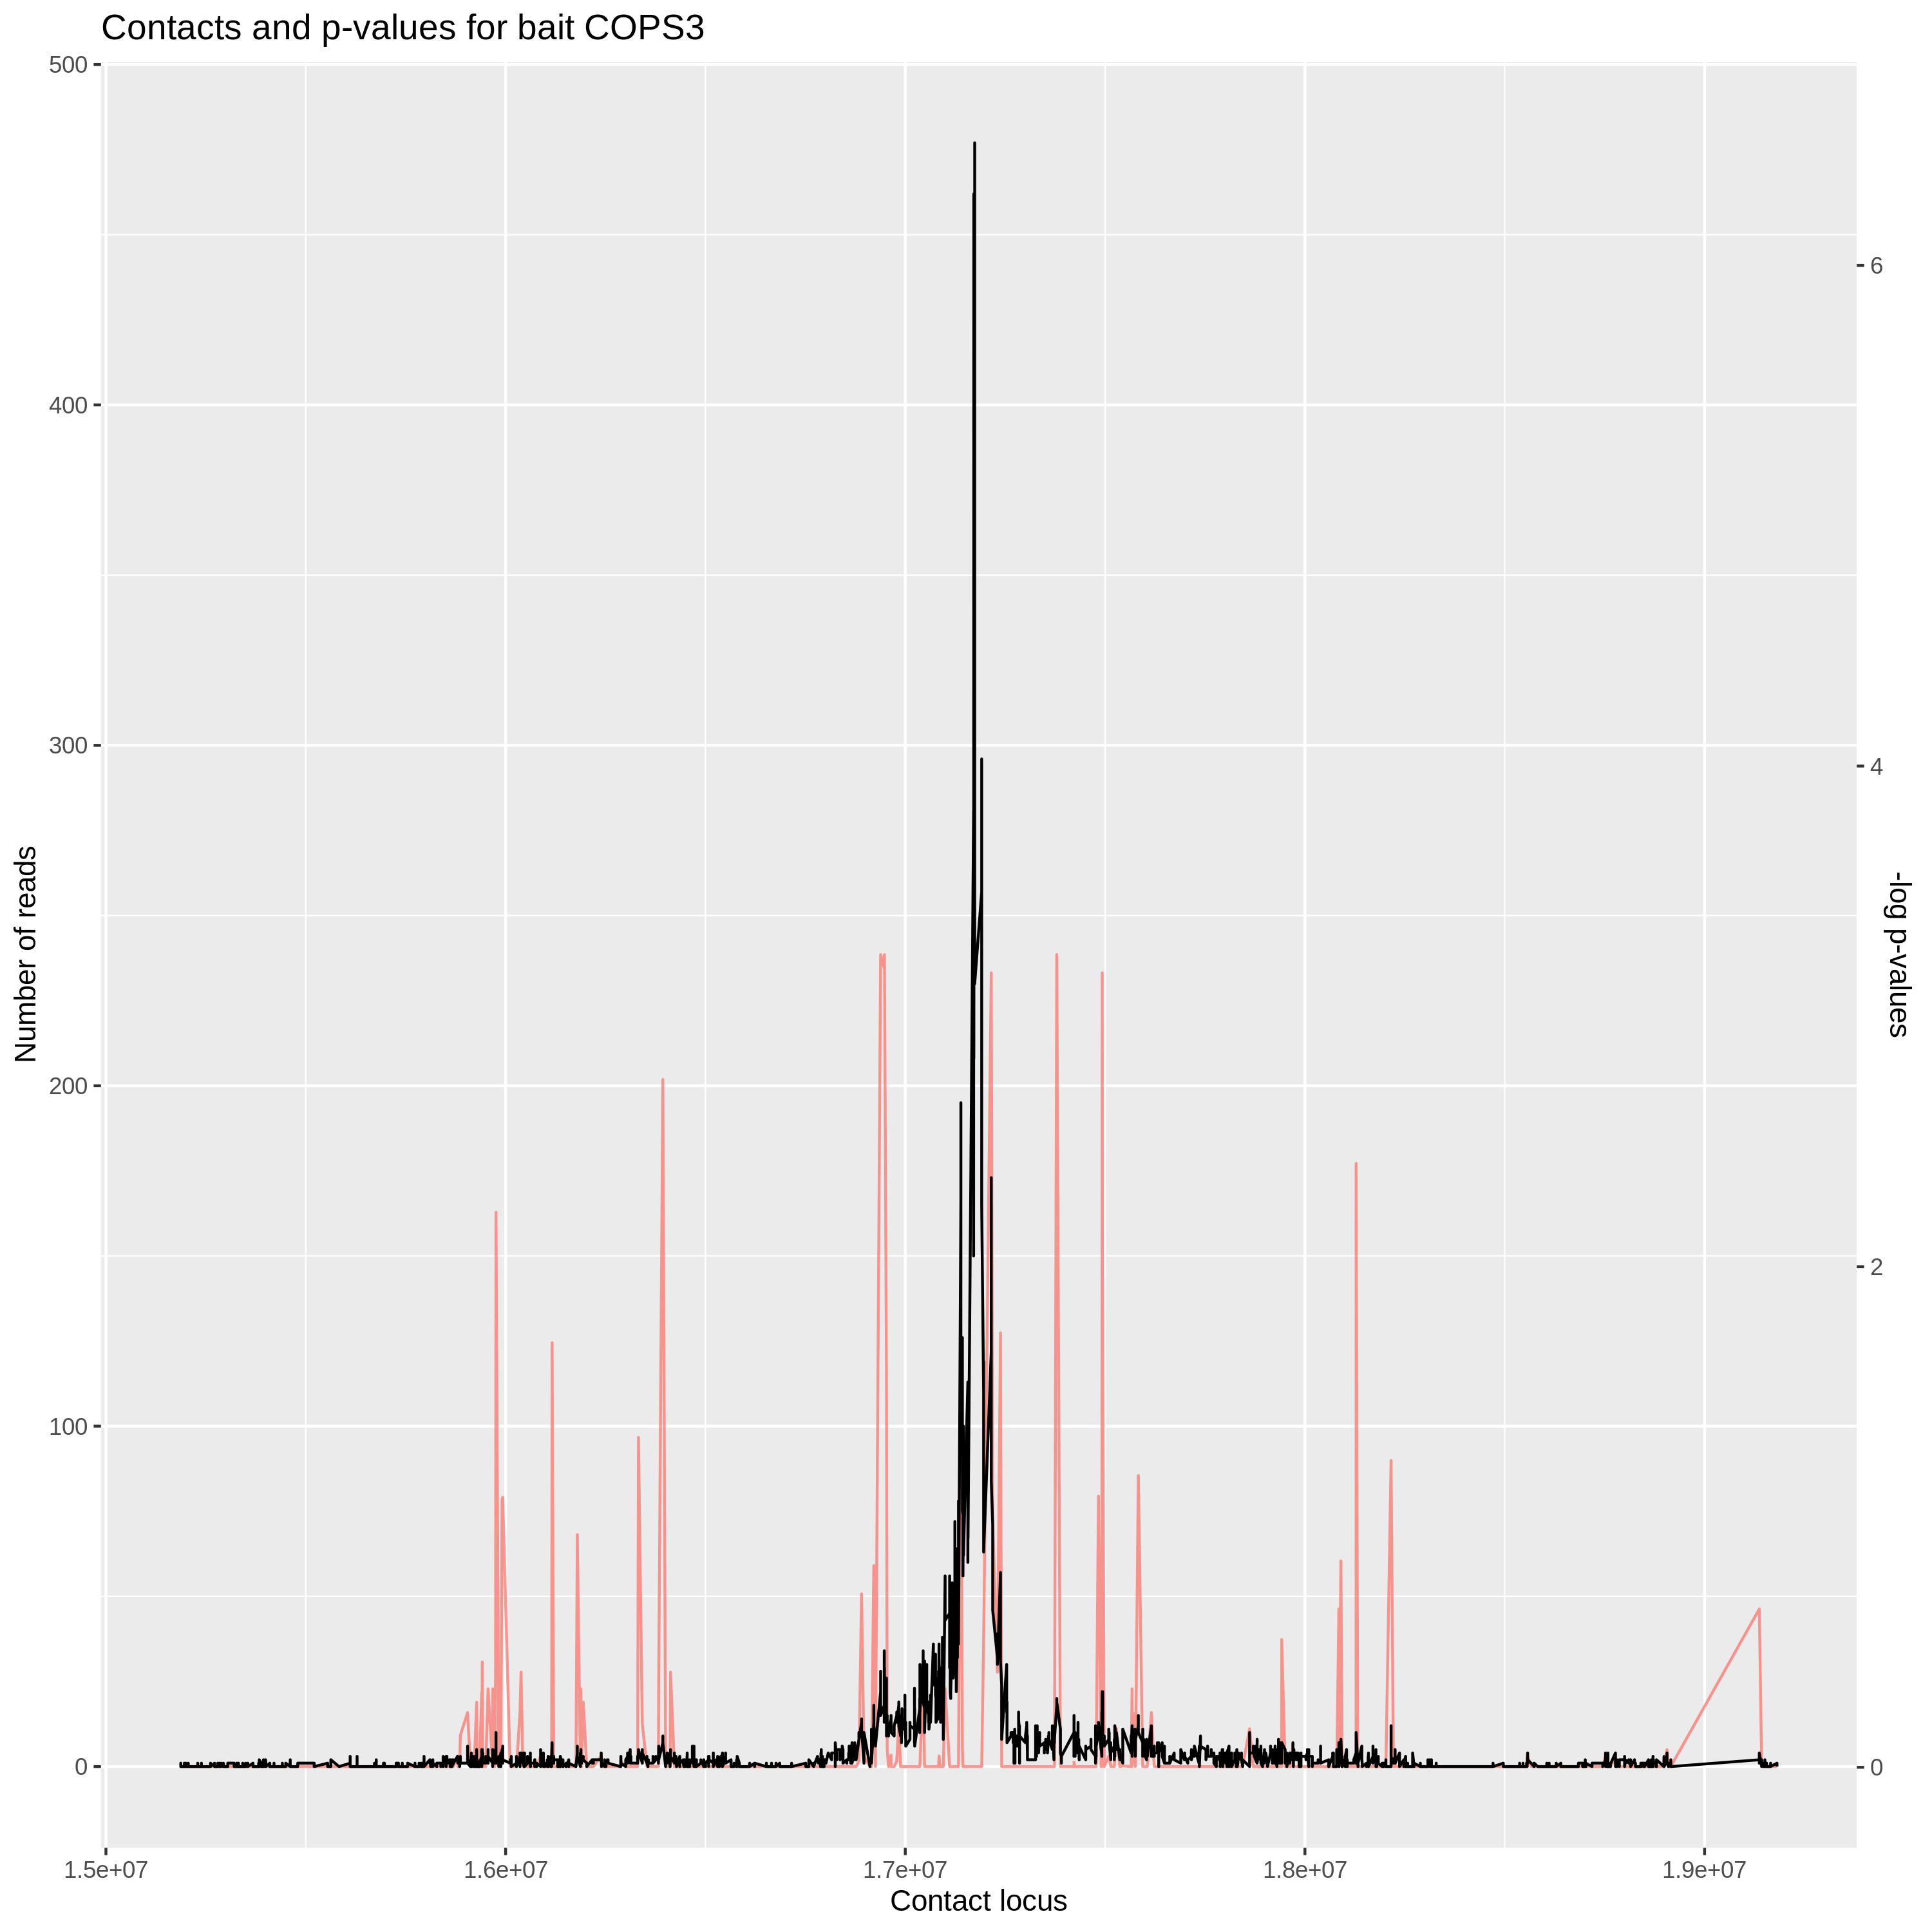 Contacts and p-values for bait COPS3
500
400
300
200
100
0
Number of reads
6
4
2
0
-log p-values
1.5e+07
1.6e+07
1.7e+07
1.8e+07
1.9e+07
Contact locus